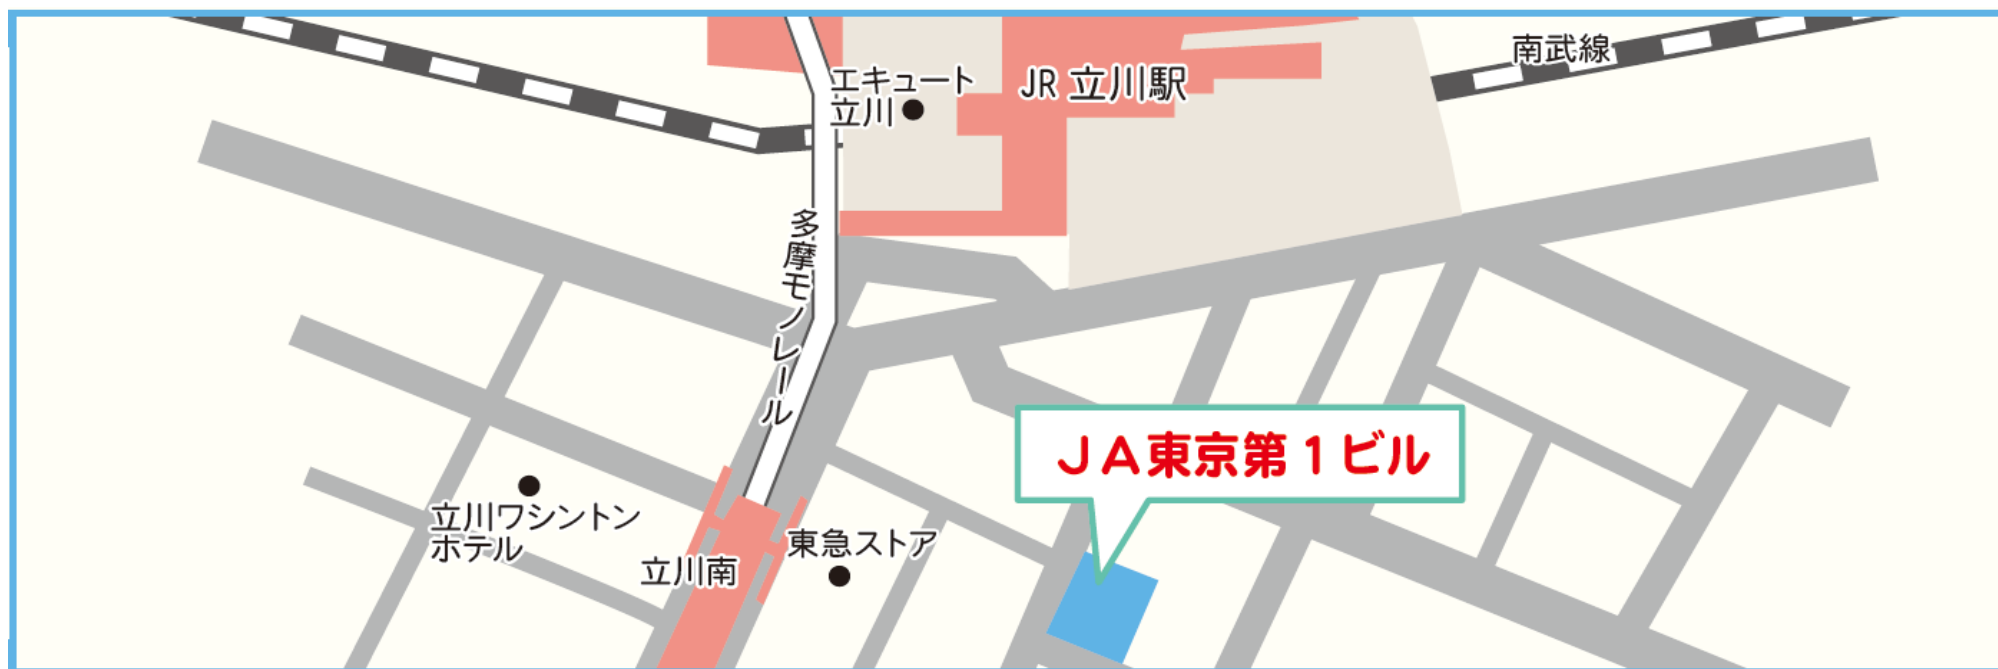 南武線
エキュート
立川
JR 立川駅
多摩モノレール
JA東京第1ビル
立川ワシントン
ホテル
東急ストア
立川南